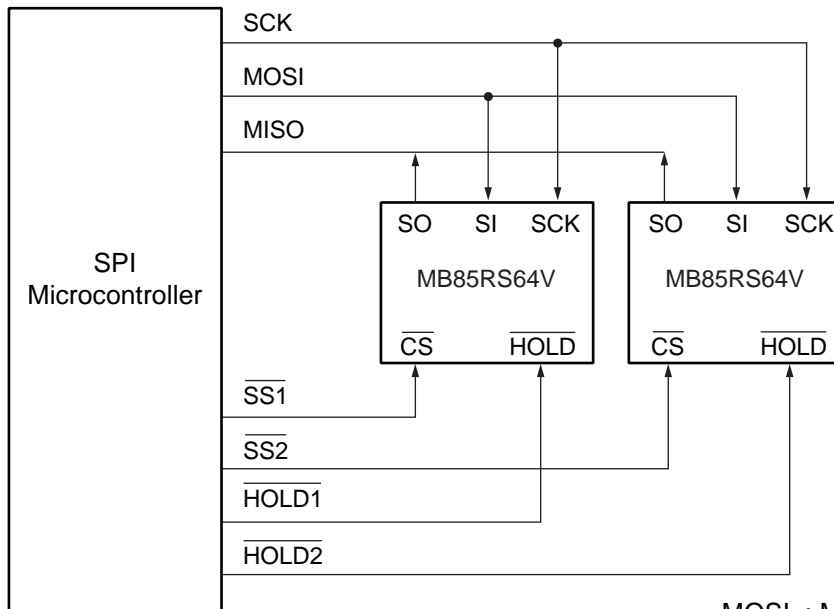 SCK
MOSI
MISO
SO SI SCK
SO SI SCK
SPI
Microcontroller
MB85RS64V
MB85RS64V
CS HOLD
CS HOLD
SS1
SS2
HOLD1
HOLD2
MOSI